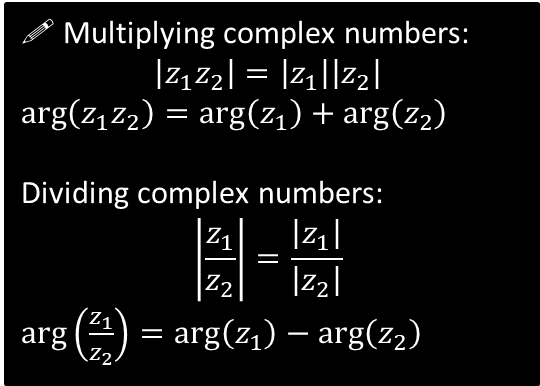 Multiplying complex numbers:
|z₁z₂| = |z₁||z₂|
arg(z₁z₂) = arg(z₁) + arg(z₂)
Dividing complex numbers:
|z₁/z₂| = |z₁|/|z₂|
arg(z₁/z₂) = arg(z₁) − arg(z₂)